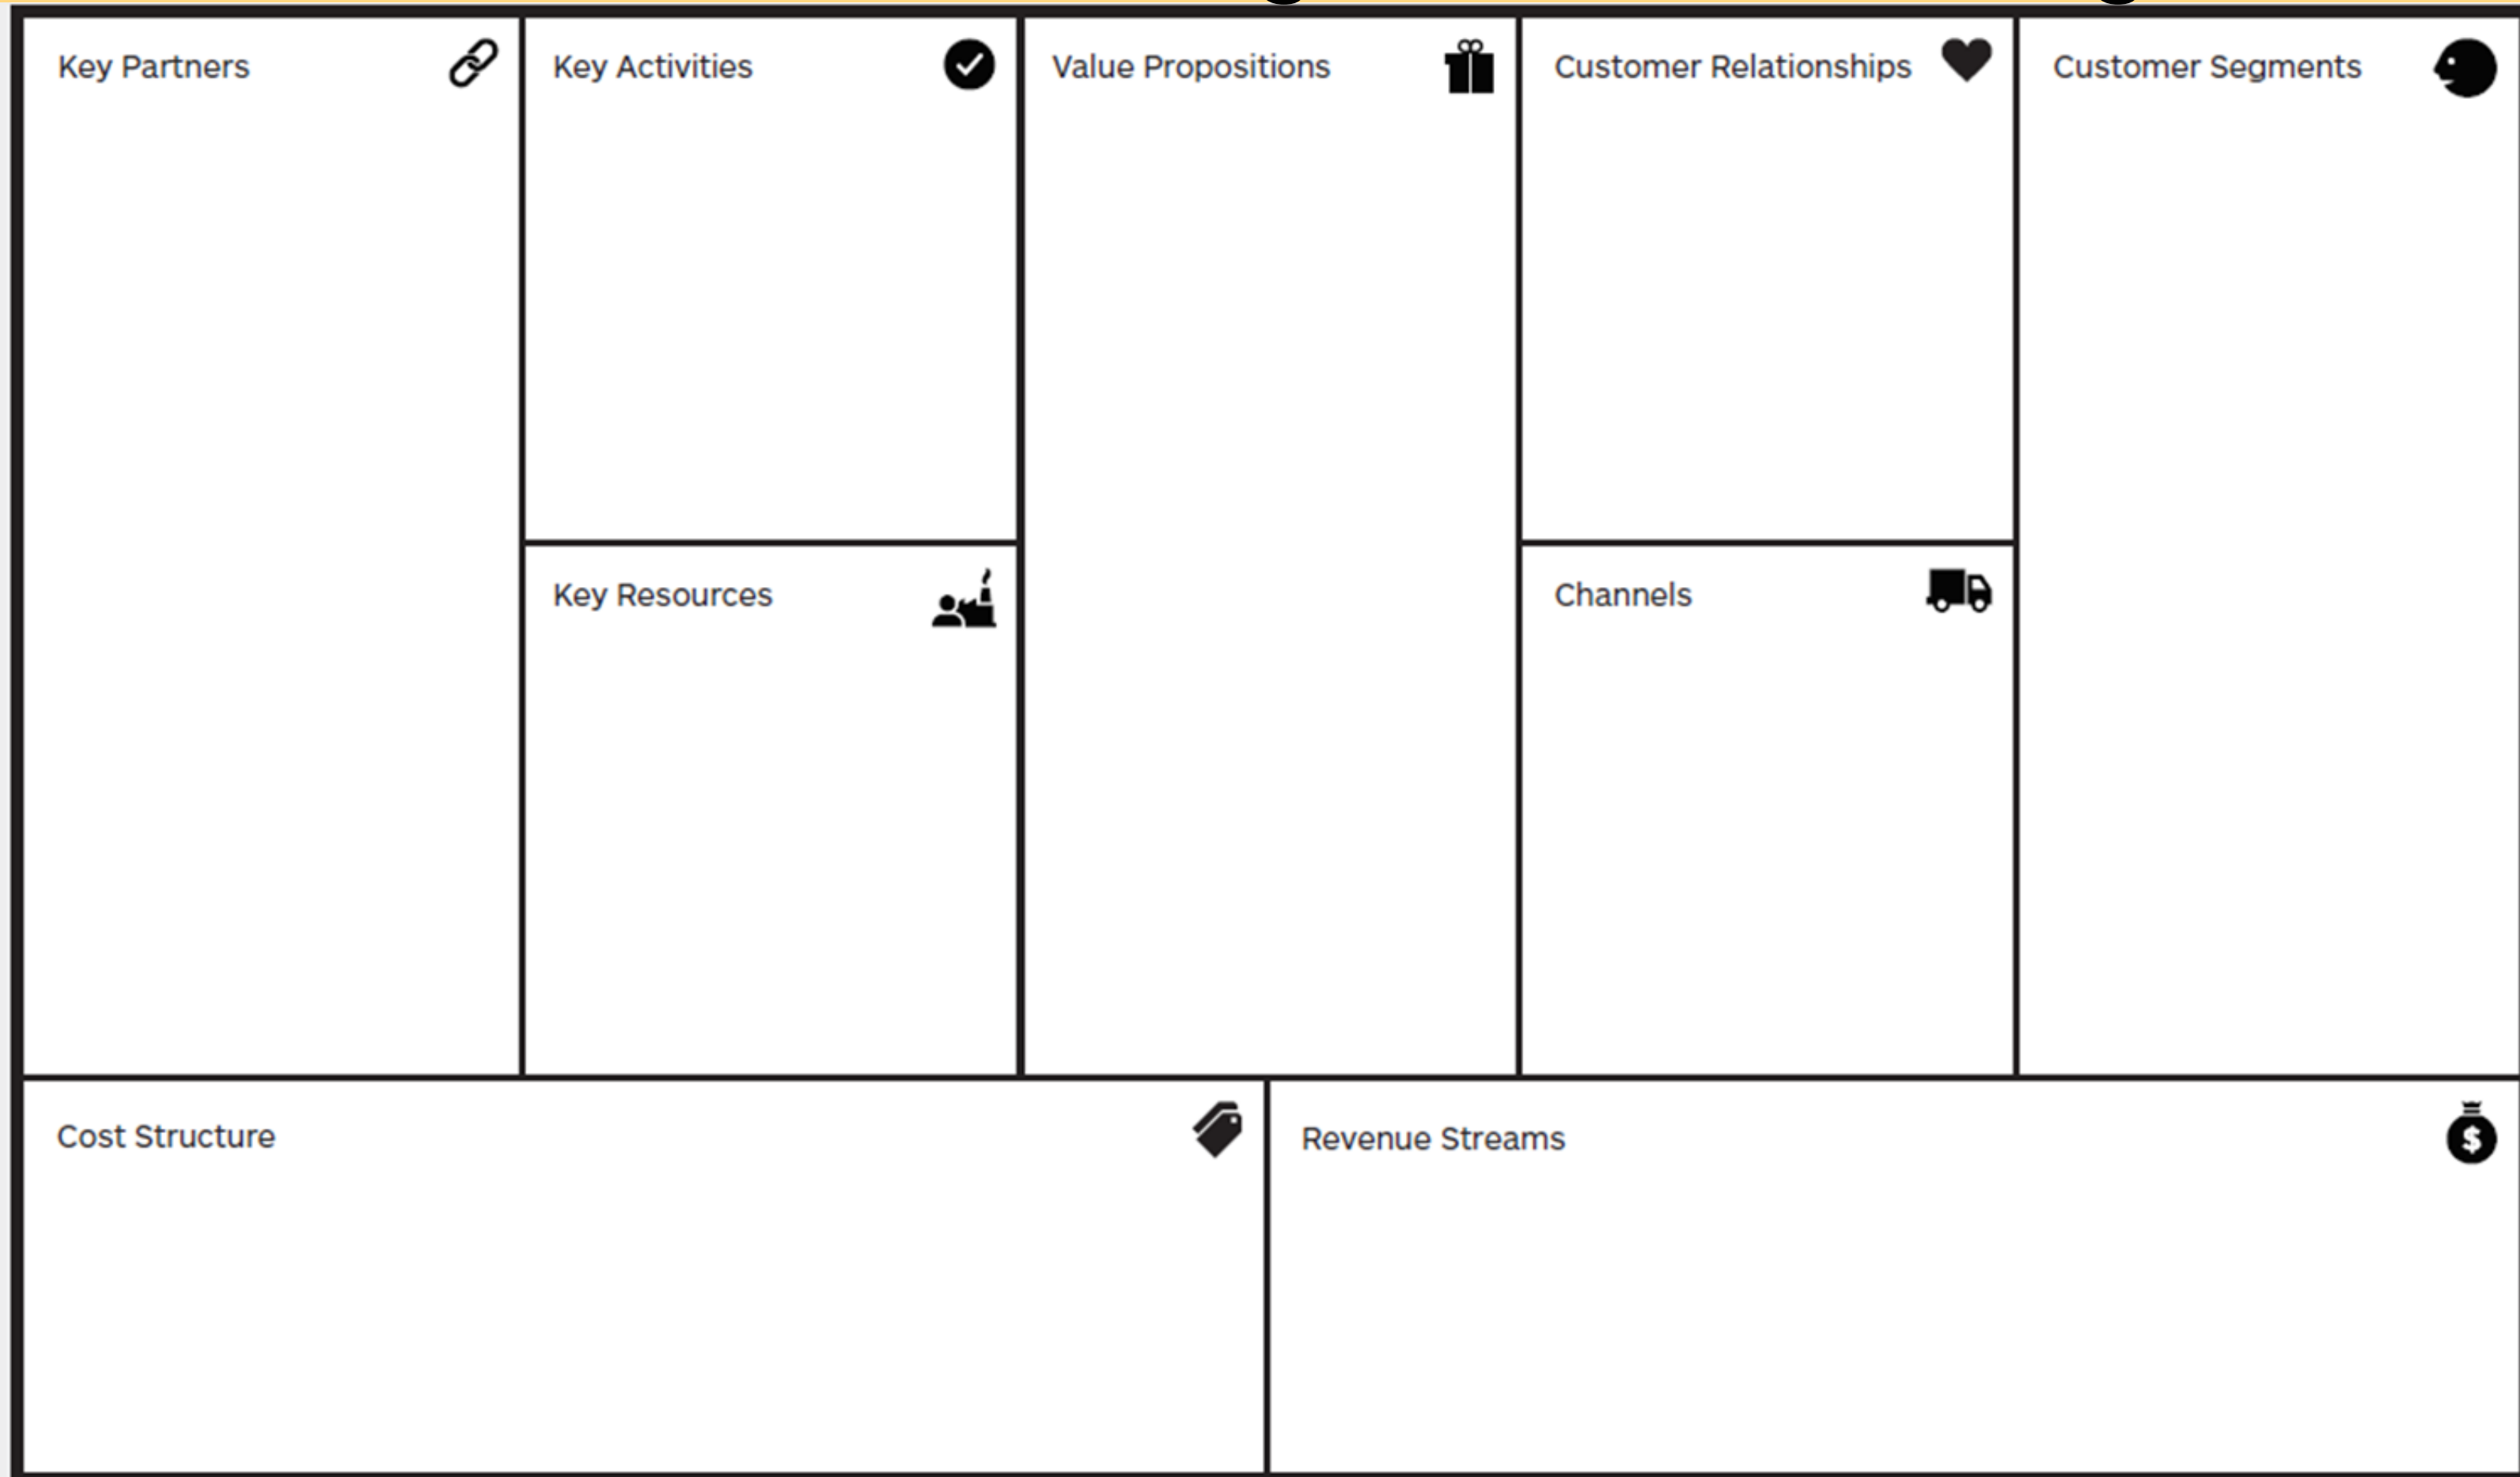 Key Partners
Key Activities
Value Propositions
Customer Relationships
Customer Segments
Key Resources
Channels
Cost Structure
Revenue Streams
$